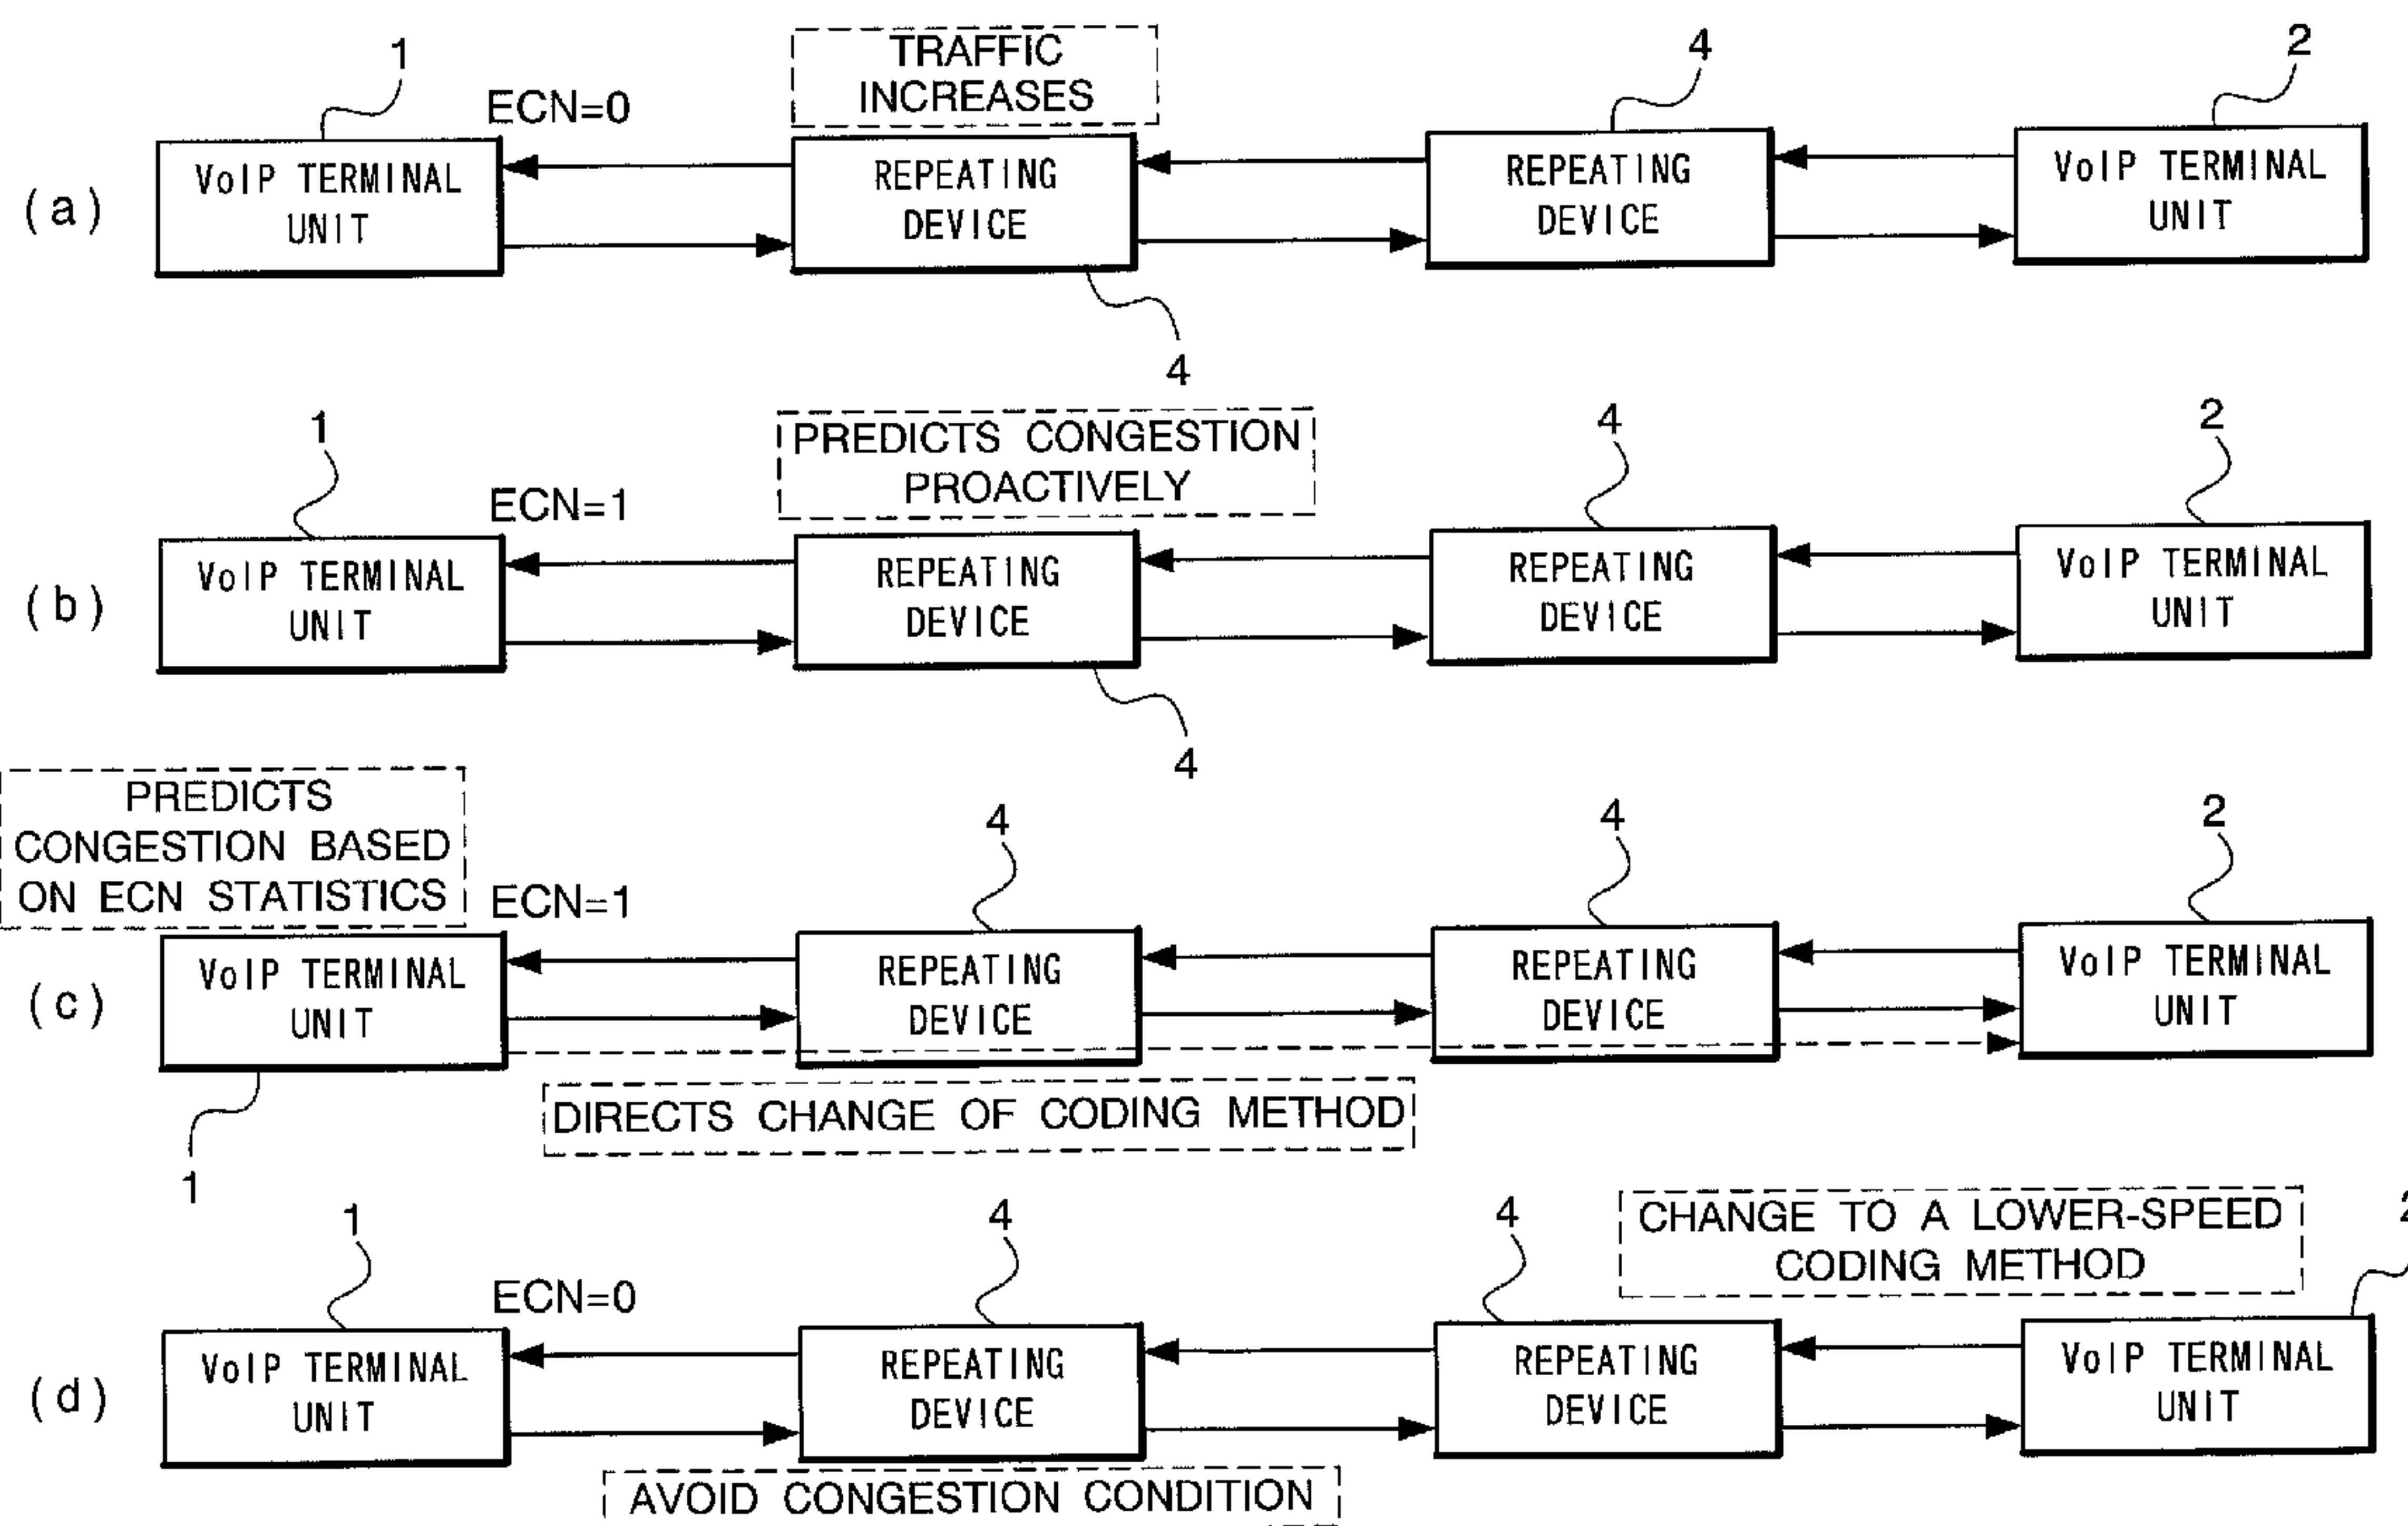 1
TRAFFIC
INCREASES
4
2
ECN=0
(a)
VoIP TERMINAL
UNIT
REPEATING
DEVICE
REPEATING
DEVICE
VoIP TERMINAL
UNIT
4
1
PREDICTS CONGESTION
PROACTIVELY
4
2
ECN=1
(b)
VoIP TERMINAL
UNIT
REPEATING
DEVICE
REPEATING
DEVICE
VoIP TERMINAL
UNIT
4
PREDICTS
CONGESTION BASED
ON ECN STATISTICS
ECN=1
4
4
2
(c)
VoIP TERMINAL
UNIT
REPEATING
DEVICE
REPEATING
DEVICE
VoIP TERMINAL
UNIT
DIRECTS CHANGE OF CODING METHOD
1
1
ECN=0
4
4
CHANGE TO A LOWER-SPEED
CODING METHOD
2
(d)
VoIP TERMINAL
UNIT
REPEATING
DEVICE
REPEATING
DEVICE
VoIP TERMINAL
UNIT
AVOID CONGESTION CONDITION